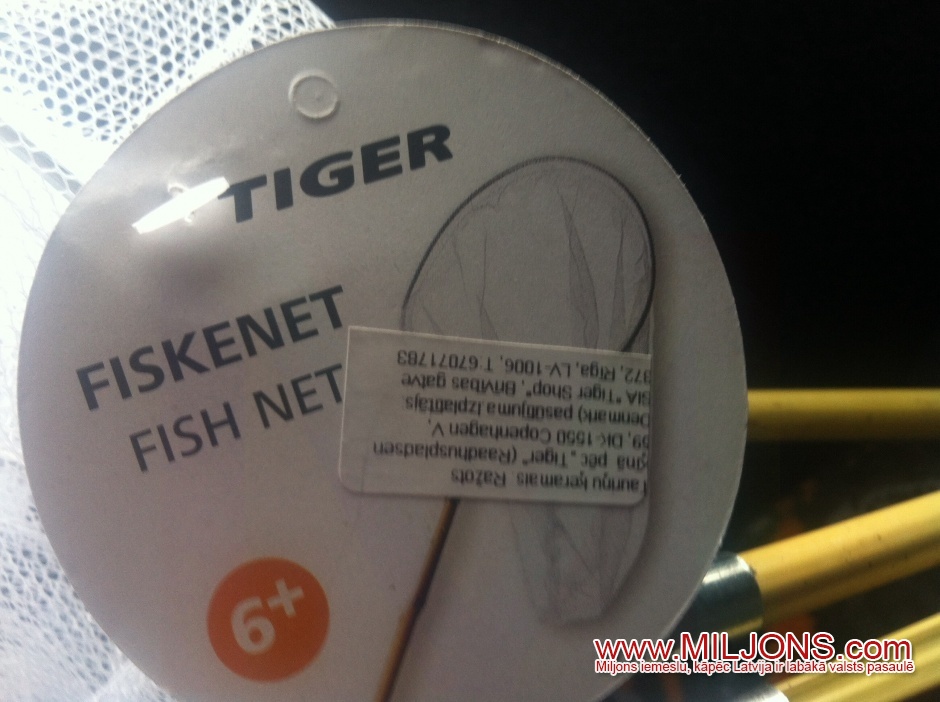 TIGER
FISKENET
FISH NET
Tauriņu ķeramais. Ražots
pēc „Tiger" (Raadhuspladsen
59, DK-1550 Copenhagen V,
Denmark) pasūtījuma Izplatītājs
SIA "Tiger Shop", Brīvības gatve
372, Rīga, LV-1006, T: 67071783
6+
www.MILJONS.com
Miljons iemeslu, kāpēc Latvija ir labākā valsts pasaulē